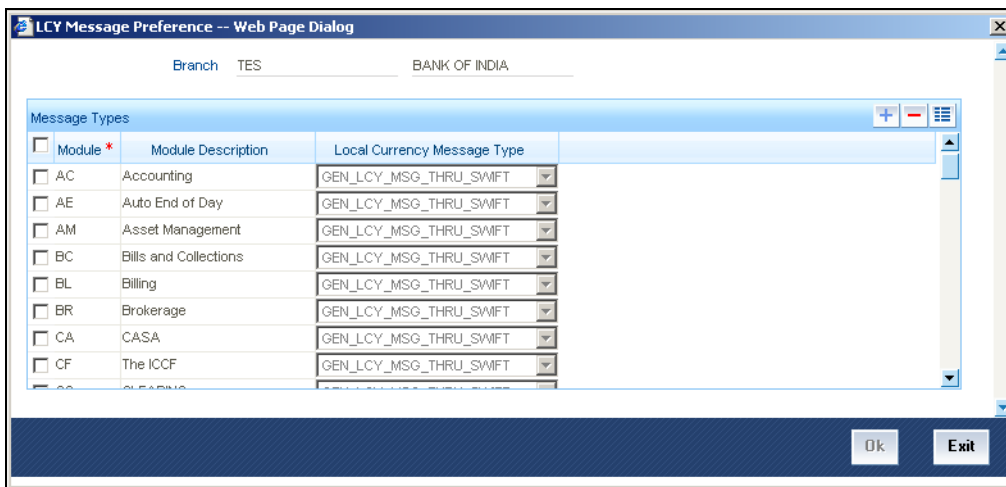 LCY Message Preference -- Web Page Dialog
Branch TES BANK OF INDIA
Message Types
Module * Module Description Local Currency Message Type
AC Accounting GEN_LCY_MSG_THRU_SWIFT
AE Auto End of Day GEN_LCY_MSG_THRU_SWIFT
AM Asset Management GEN_LCY_MSG_THRU_SWIFT
BC Bills and Collections GEN_LCY_MSG_THRU_SWIFT
BL Billing GEN_LCY_MSG_THRU_SWIFT
BR Brokerage GEN_LCY_MSG_THRU_SWIFT
CA CASA GEN_LCY_MSG_THRU_SWIFT
CF The ICCF GEN_LCY_MSG_THRU_SWIFT
Ok Exit